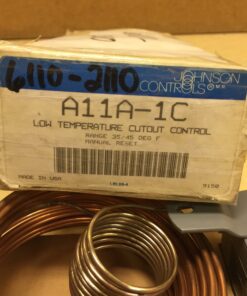 6110-2110
JOHNSON
CONTROLS
A11A-1C
LOW TEMPERATURE CUTOUT CONTROL
RANGE 35/45 DEG F
MANUAL RESET
MADE IN USA
9150